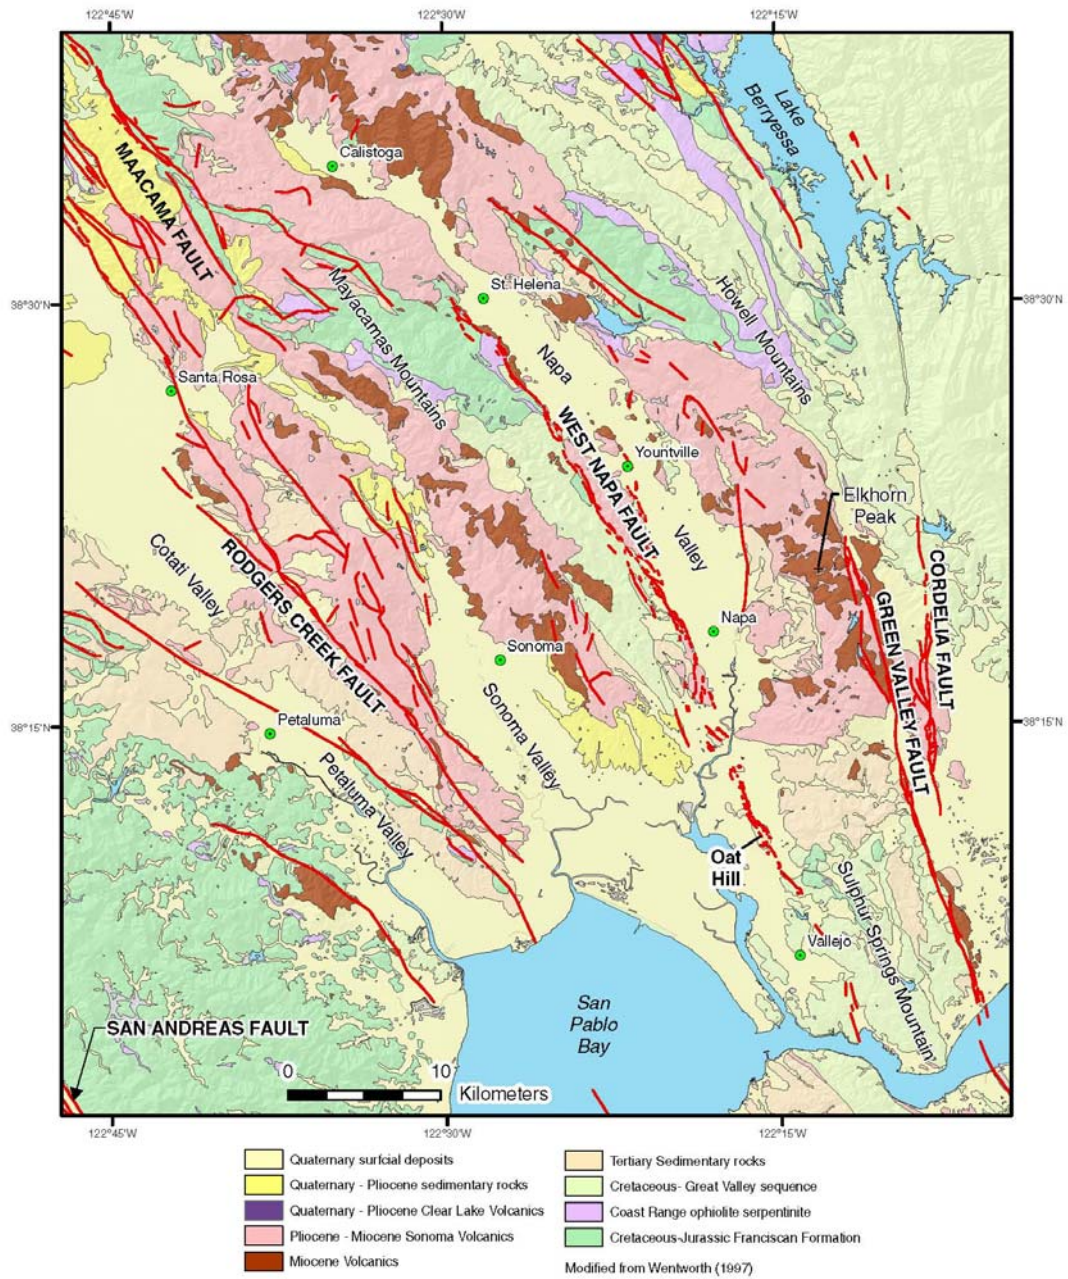 122°45'W
122°30'W
122°15'W
Lake
Berryessa
Calistoga
MAACAMA FAULT
St. Helena
38°30'N
38°30'N
Mayacamas Mountains
Howell Mountains
Napa
Santa Rosa
WEST NAPA FAULT
Yountville
Elkhorn
Peak
Valley
Cotati Valley
RODGERS CREEK FAULT
CORDELIA FAULT
GREEN VALLEY FAULT
Napa
Sonoma
Sonoma Valley
38°15'N
38°15'N
Petaluma
Petaluma Valley
Oat
Hill
Sulphur Springs Mountain
Vallejo
San
Pablo
Bay
SAN ANDREAS FAULT
0
10
Kilometers
122°45'W
122°30'W
122°15'W
Quaternary surfcial deposits
Quaternary - Pliocene sedimentary rocks
Quaternary - Pliocene Clear Lake Volcanics
Pliocene - Miocene Sonoma Volcanics
Miocene Volcanics
Tertiary Sedimentary rocks
Cretaceous- Great Valley sequence
Coast Range ophiolite serpentinite
Cretaceous-Jurassic Franciscan Formation
Modified from Wentworth (1997)